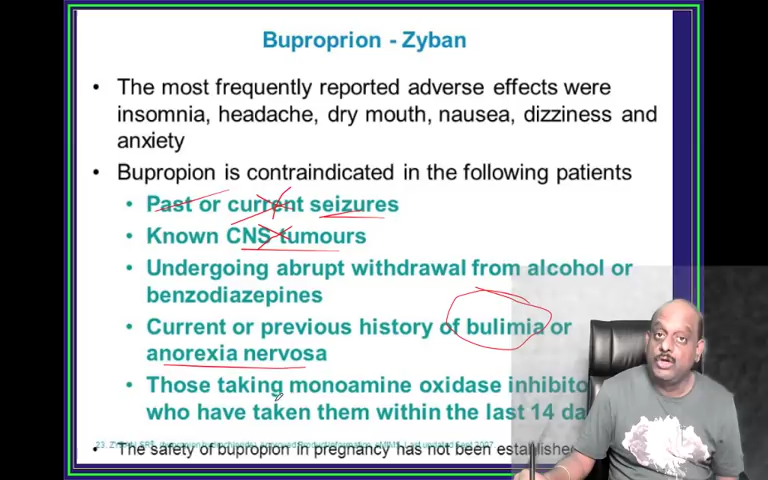 Buproprion - Zyban
• The most frequently reported adverse effects were
insomnia, headache, dry mouth, nausea, dizziness and
anxiety
• Bupropion is contraindicated in the following patients
• Past or current seizures
• Known CNS tumours
• Undergoing abrupt withdrawal from alcohol or
benzodiazepines
• Current or previous history of bulimia or
anorexia nervosa
• Those taking monoamine oxidase inhibito
who have taken them within the last 14 da
• The safety of bupropion in pregnancy has not been established